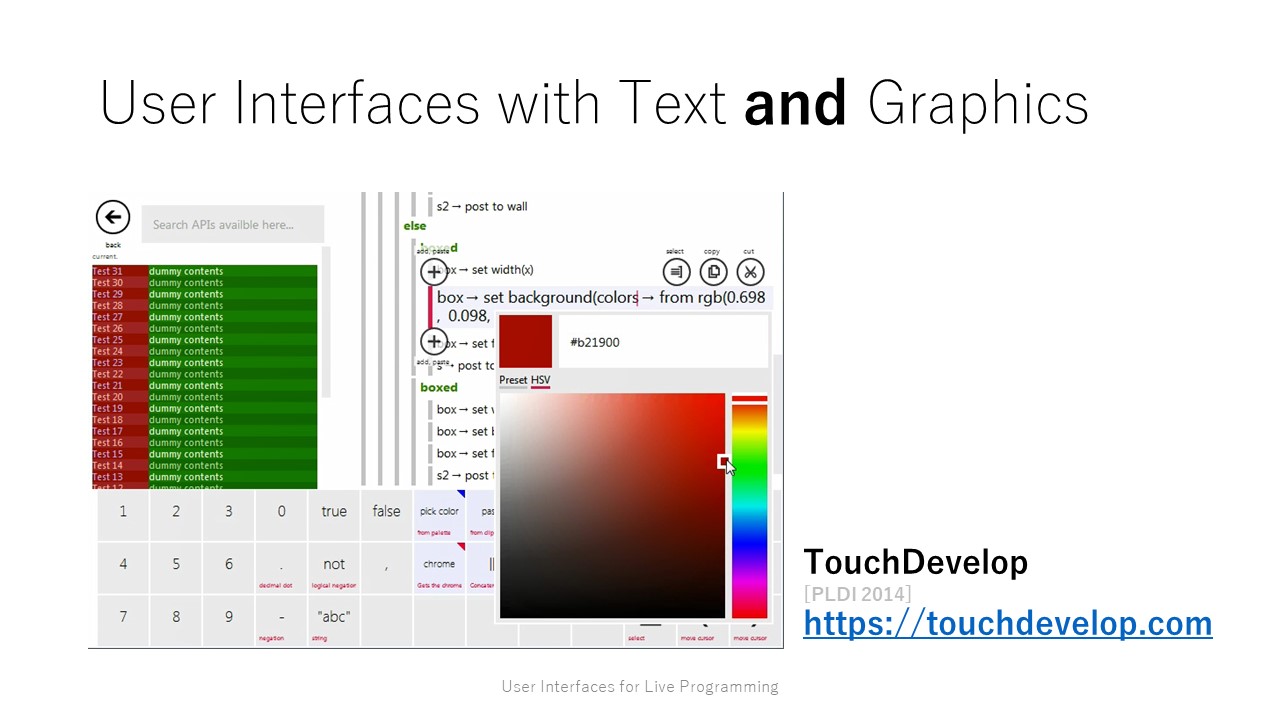 User Interfaces with Text and Graphics
back
Search APIs availble here...
current.
Test 31 dummy contents
Test 30 dummy contents
Test 29 dummy contents
Test 28 dummy contents
Test 27 dummy contents
Test 26 dummy contents
Test 25 dummy contents
Test 24 dummy contents
Test 23 dummy contents
Test 22 dummy contents
Test 21 dummy contents
Test 20 dummy contents
Test 19 dummy contents
Test 18 dummy contents
Test 17 dummy contents
Test 16 dummy contents
Test 15 dummy contents
Test 14 dummy contents
Test 13 dummy contents
Test 12 dummy contents
s2→ post to wall
else
boxed
add, paste
select copy cut
box→ set width(x)
box→ set background(colors→ from rgb(0.698
, 0.098,
box→ set f
add, paste
s→ post to
boxed
box→ set
box→ set
box→ set f
s2→ post
#b21900
Preset HSV
1 2 3 0 true false pick color pas
from palette from clip
4 5 6 . not , chrome ||
decimal dot logical negation Gets the chrome Concaten
7 8 9 - "abc"
negation string select move cursor move cursor
TouchDevelop
[PLDI 2014]
https://touchdevelop.com
User Interfaces for Live Programming